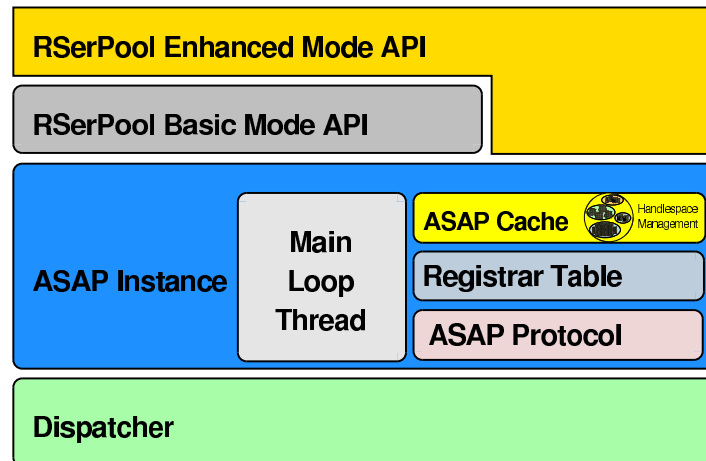 RSerPool Enhanced Mode API
RSerPool Basic Mode API
ASAP Instance
Main
Loop
Thread
ASAP Cache
Handlespace
Management
Registrar Table
ASAP Protocol
Dispatcher